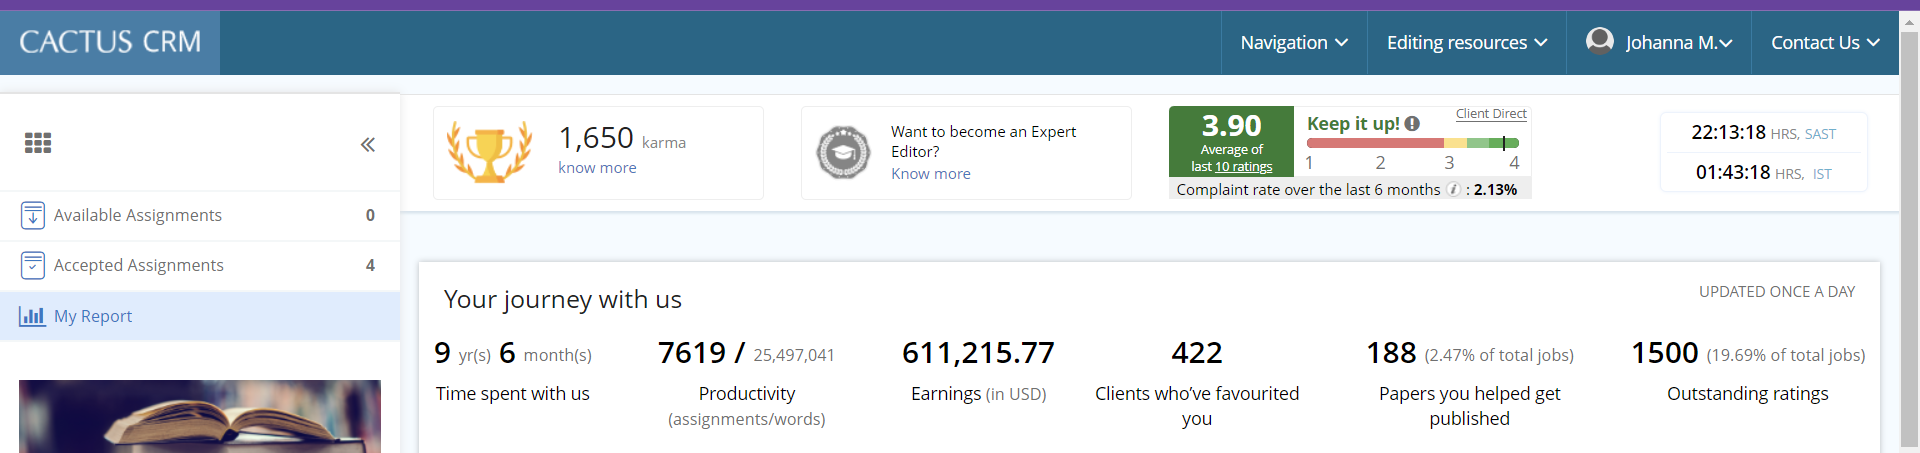 CACTUS CRM
Navigation
Editing resources
Johanna M.
Contact Us
Available Assignments 0
Accepted Assignments 4
My Report
1,650 karma
know more
Want to become an Expert
Editor?
Know more
3.90
Average of
last 10 ratings
Keep it up!
Client Direct
1 2 3 4
Complaint rate over the last 6 months i : 2.13%
22:13:18 HRS, SAST
01:43:18 HRS, IST
Your journey with us
UPDATED ONCE A DAY
9 yr(s) 6 month(s)
Time spent with us
7619 / 25,497,041
Productivity
(assignments/words)
611,215.77
Earnings (in USD)
422
Clients who’ve favourited
you
188 (2.47% of total jobs)
Papers you helped get
published
1500 (19.69% of total jobs)
Outstanding ratings